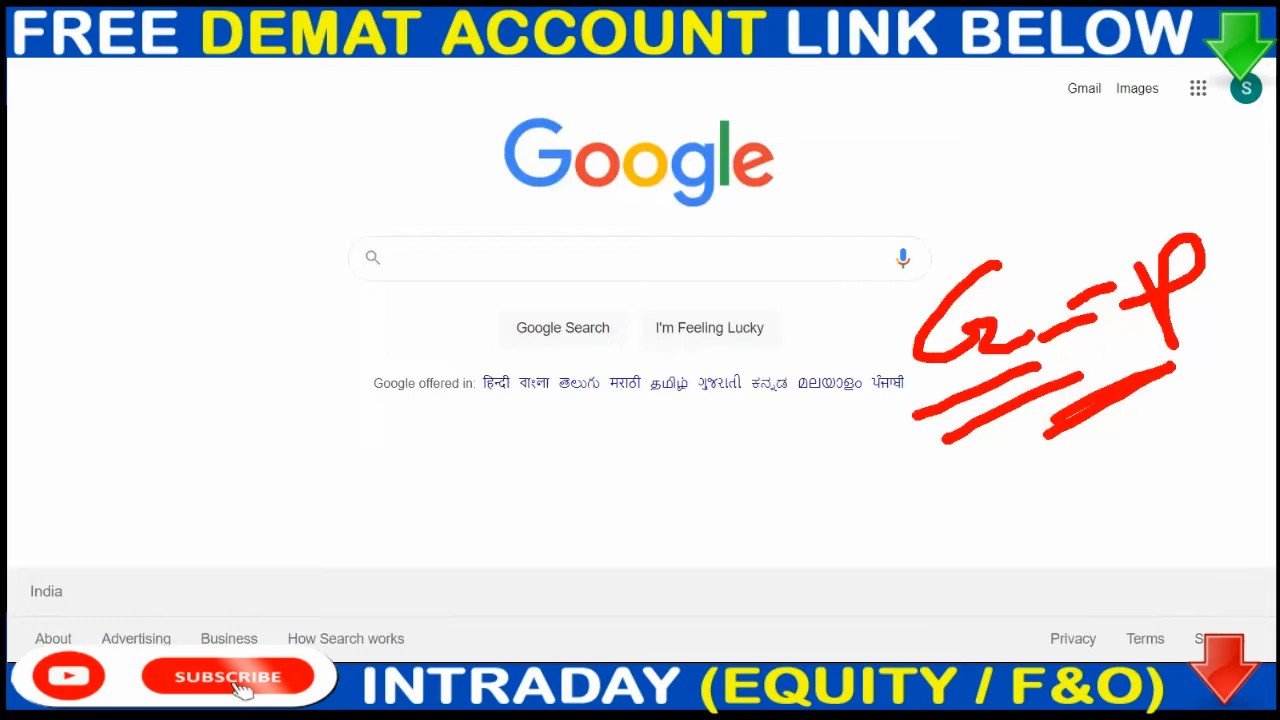 FREE DEMAT ACCOUNT LINK BELOW
Gmail Images S
Google
Google Search I'm Feeling Lucky
Google offered in: हिन्दी বাংলা తెలుగు मराठी தமிழ் ગુજરાતી ಕನ್ನಡ മലയാളം ਪੰਜਾਬੀ
India
About Advertising Business How Search works Privacy Terms
SUBSCRIBE
INTRADAY (EQUITY / F&O)